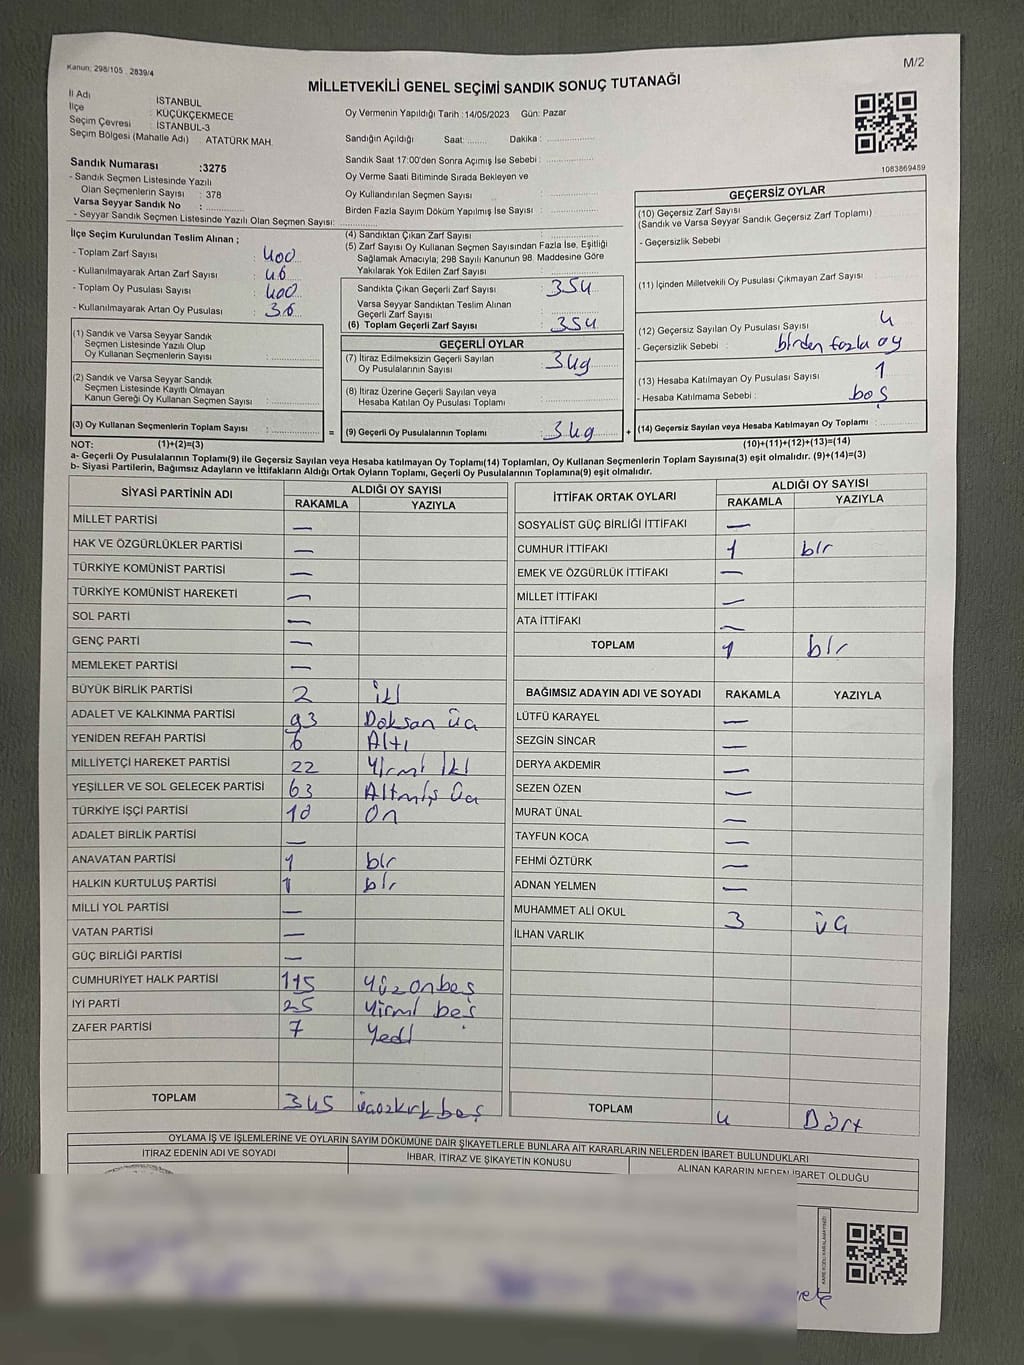 Kanun; 298/105 , 2839/4
M/2
MİLLETVEKİLİ GENEL SEÇİMİ SANDIK SONUÇ TUTANAĞI
İl Adı : İSTANBUL
İlçe : KÜÇÜKÇEKMECE
Seçim Çevresi : İSTANBUL-3
Seçim Bölgesi (Mahalle Adı) ATATÜRK MAH.
Sandık Numarası :3275
- Sandık Seçmen Listesinde Yazılı
Olan Seçmenlerin Sayısı : 378
Varsa Seyyar Sandık No :
- Seyyar Sandık Seçmen Listesinde Yazılı Olan Seçmen Sayısı:
İlçe Seçim Kurulundan Teslim Alınan ;
- Toplam Zarf Sayısı : 400
- Kullanılmayarak Artan Zarf Sayısı : 46
- Toplam Oy Pusulası Sayısı : 400
- Kullanılmayarak Artan Oy Pusulası : 36
(1) Sandık ve Varsa Seyyar Sandık
Seçmen Listesinde Yazılı Olup
Oy Kullanan Seçmenlerin Sayısı :
(2) Sandık ve Varsa Seyyar Sandık
Seçmen Listesinde Kayıtlı Olmayan
Kanun Gereği Oy Kullanan Seçmen Sayısı :
(3) Oy Kullanan Seçmenlerin Toplam Sayısı :
Oy Vermenin Yapıldığı Tarih :14/05/2023 Gün: Pazar
Sandığın Açıldığı Saat: Dakika :
Sandık Saat 17:00'den Sonra Açımış İse Sebebi :
Oy Verme Saati Bitiminde Sırada Bekleyen ve
Oy Kullandırılan Seçmen Sayısı :
Birden Fazla Sayım Döküm Yapılmış İse Sayısı :
(4) Sandıktan Çıkan Zarf Sayısı :
(5) Zarf Sayısı Oy Kullanan Seçmen Sayısından Fazla İse, Eşitliği
Sağlamak Amacıyla; 298 Sayılı Kanunun 98. Maddesine Göre
Yakılarak Yok Edilen Zarf Sayısı :
Sandıkta Çıkan Geçerli Zarf Sayısı : 354
Varsa Seyyar Sandıktan Teslim Alınan
Geçerli Zarf Sayısı :
(6) Toplam Geçerli Zarf Sayısı : 354
GEÇERLİ OYLAR
(7) İtiraz Edilmeksizin Geçerli Sayılan
Oy Pusulalarının Sayısı : 349
(8) İtiraz Üzerine Geçerli Sayılan veya
Hesaba Katılan Oy Pusulası Toplamı :
= (9) Geçerli Oy Pusulalarının Toplamı : 349 +
1083869459
GEÇERSİZ OYLAR
(10) Geçersiz Zarf Sayısı :
(Sandık ve Varsa Seyyar Sandık Geçersiz Zarf Toplamı)
- Geçersizlik Sebebi
(11) İçinden Milletvekili Oy Pusulası Çıkmayan Zarf Sayısı
(12) Geçersiz Sayılan Oy Pusulası Sayısı : 4
- Geçersizlik Sebebi : birden fazla oy
(13) Hesaba Katılmayan Oy Pusulası Sayısı : 1
- Hesaba Katılmama Sebebi : boş
(14) Geçersiz Sayılan veya Hesaba Katılmayan Oy Toplamı :
NOT: (1)+(2)=(3) (10)+(11)+(12)+(13)=(14)
a- Geçerli Oy Pusulalarının Toplamı(9) ile Geçersiz Sayılan veya Hesaba katılmayan Oy Toplamı(14) Toplamları, Oy Kullanan Seçmenlerin Toplam Sayısına(3) eşit olmalıdır. (9)+(14)=(3)
b- Siyasi Partilerin, Bağımsız Adayların ve İttifakların Aldığı Ortak Oyların Toplamı, Geçerli Oy Pusulalarının Toplamına(9) eşit olmalıdır.
SİYASİ PARTİNİN ADI ALDIĞI OY SAYISI
RAKAMLA YAZIYLA
MİLLET PARTİSİ —
HAK VE ÖZGÜRLÜKLER PARTİSİ —
TÜRKİYE KOMÜNİST PARTİSİ —
TÜRKİYE KOMÜNİST HAREKETİ —
SOL PARTİ —
GENÇ PARTİ —
MEMLEKET PARTİSİ —
BÜYÜK BİRLİK PARTİSİ 2 iki
ADALET VE KALKINMA PARTİSİ 93 Doksan üç
YENİDEN REFAH PARTİSİ 6 Altı
MİLLİYETÇİ HAREKET PARTİSİ 22 Yirmi İki
YEŞİLLER VE SOL GELECEK PARTİSİ 63 Altmış üç
TÜRKİYE İŞÇİ PARTİSİ 10 On
ADALET BİRLİK PARTİSİ —
ANAVATAN PARTİSİ 1 bir
HALKIN KURTULUŞ PARTİSİ 1 bir
MİLLİ YOL PARTİSİ —
VATAN PARTİSİ —
GÜÇ BİRLİĞİ PARTİSİ —
CUMHURİYET HALK PARTİSİ 115 Yüzonbeş
İYİ PARTİ 25 Yirmi beş
ZAFER PARTİSİ 7 Yedi
TOPLAM 345 üçyüzkırkbeş
İTTİFAK ORTAK OYLARI ALDIĞI OY SAYISI
RAKAMLA YAZIYLA
SOSYALİST GÜÇ BİRLİĞİ İTTİFAKI —
CUMHUR İTTİFAKI 1 bir
EMEK VE ÖZGÜRLÜK İTTİFAKI —
MİLLET İTTİFAKI —
ATA İTTİFAKI —
TOPLAM 1 bir
BAĞIMSIZ ADAYIN ADI VE SOYADI RAKAMLA YAZIYLA
LÜTFÜ KARAYEL —
SEZGİN SİNCAR —
DERYA AKDEMİR —
SEZEN ÖZEN —
MURAT ÜNAL —
TAYFUN KOCA —
FEHMİ ÖZTÜRK —
ADNAN YELMEN —
MUHAMMET ALİ OKUL 3 üç
İLHAN VARLIK
TOPLAM 4 Dört
OYLAMA İŞ VE İŞLEMLERİNE VE OYLARIN SAYIM DÖKÜMÜNE DAİR ŞİKAYETLERLE BUNLARA AİT KARARLARIN NELERDEN İBARET BULUNDUKLARI
İTİRAZ EDENİN ADI VE SOYADI İHBAR, İTİRAZ VE ŞİKAYETİN KONUSU ALINAN KARARIN NEDEN İBARET OLDUĞU